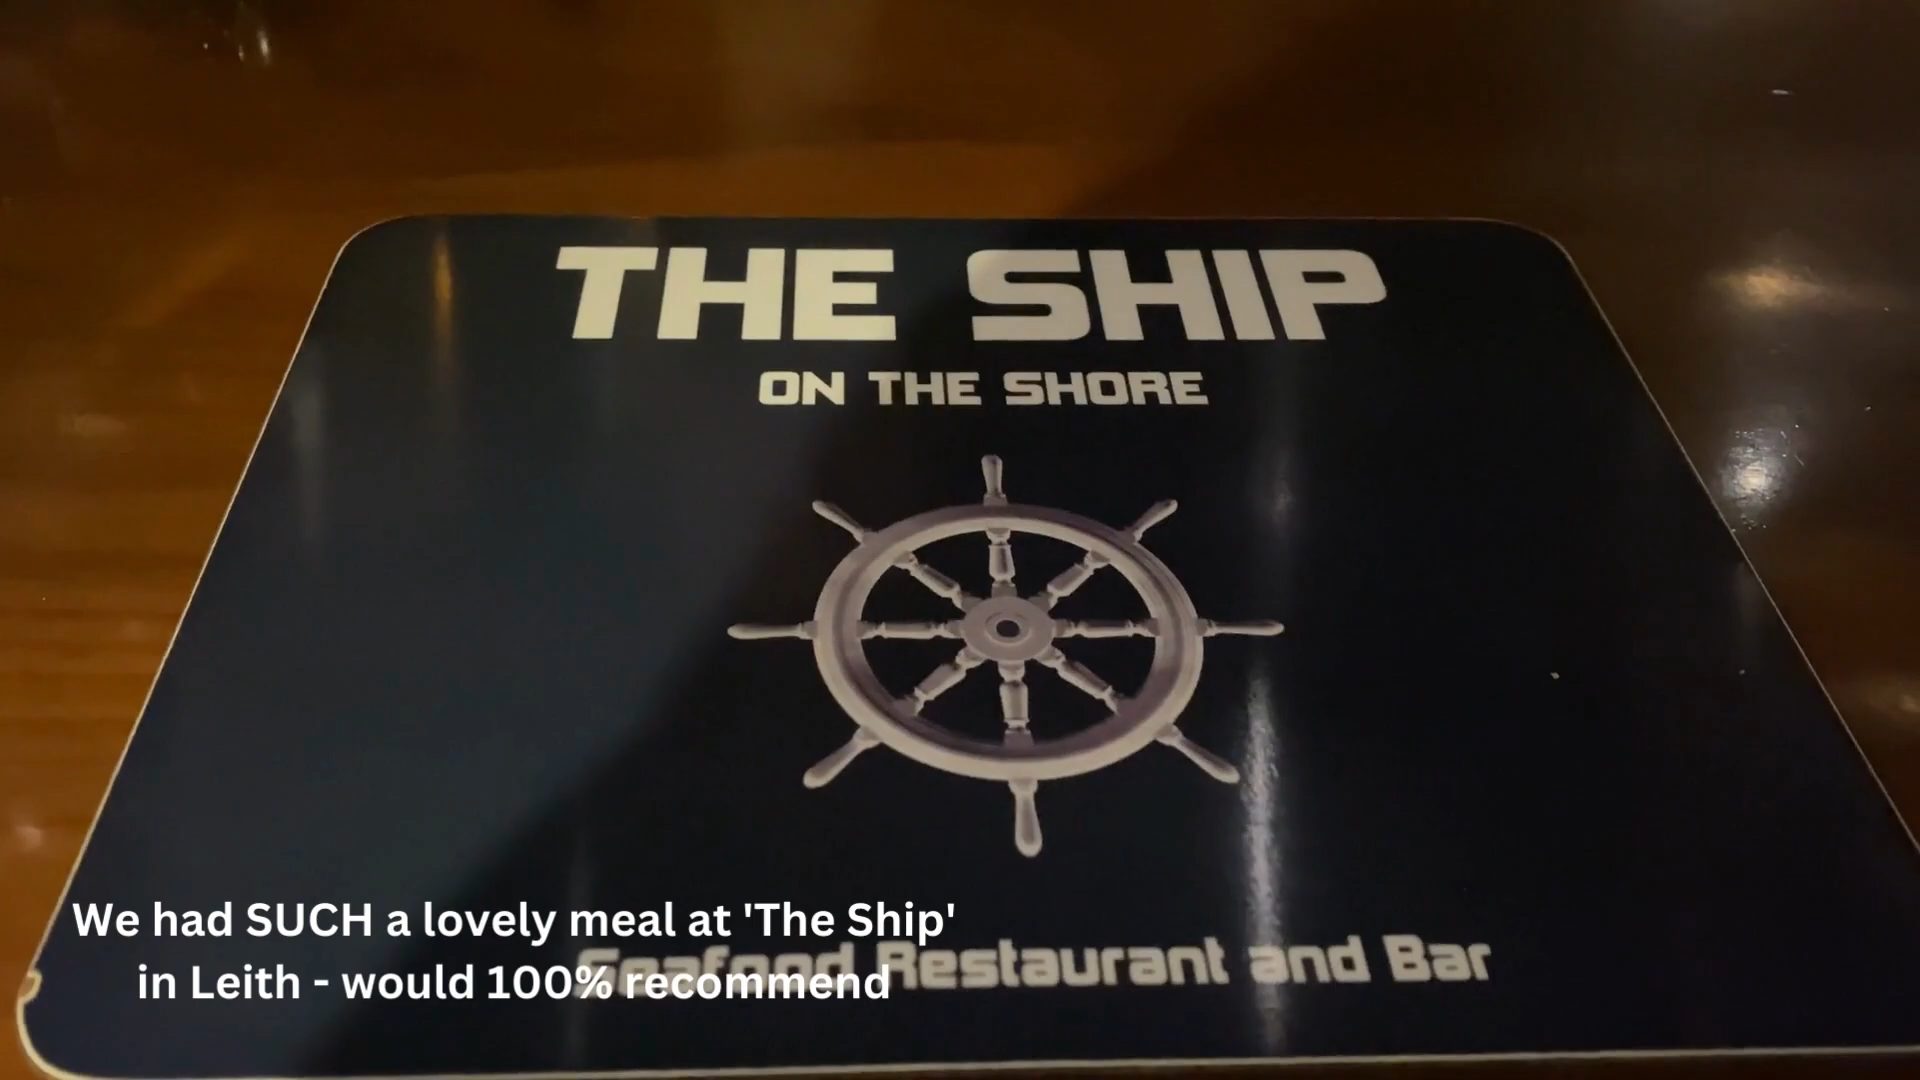 THE SHIP
ON THE SHORE
We had SUCH a lovely meal at 'The Ship'
in Leith - would 100% recommend
Seafood Restaurant and Bar